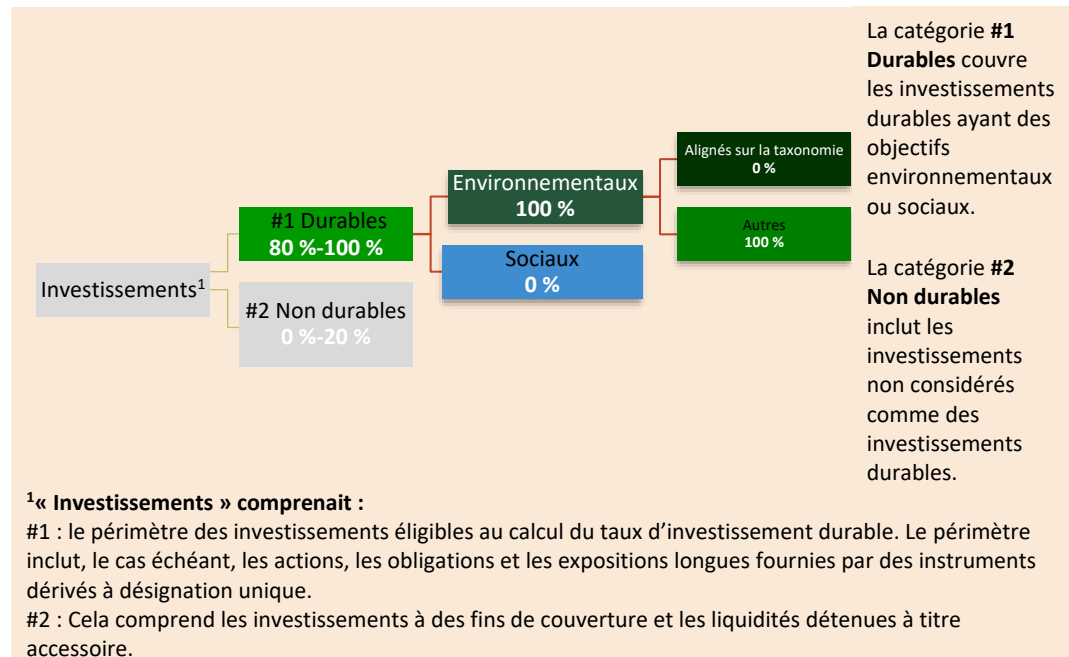 Investissements¹
#1 Durables
80 %-100 %
#2 Non durables
0 %-20 %
Environnementaux
100 %
Sociaux
0 %
Alignés sur la taxonomie
0 %
Autres
100 %
La catégorie #1
Durables couvre
les investissements
durables ayant des
objectifs
environnementaux
ou sociaux.
La catégorie #2
Non durables
inclut les
investissements
non considérés
comme des
investissements
durables.
¹« Investissements » comprenait :
#1 : le périmètre des investissements éligibles au calcul du taux d’investissement durable. Le périmètre
inclut, le cas échéant, les actions, les obligations et les expositions longues fournies par des instruments
dérivés à désignation unique.
#2 : Cela comprend les investissements à des fins de couverture et les liquidités détenues à titre
accessoire.